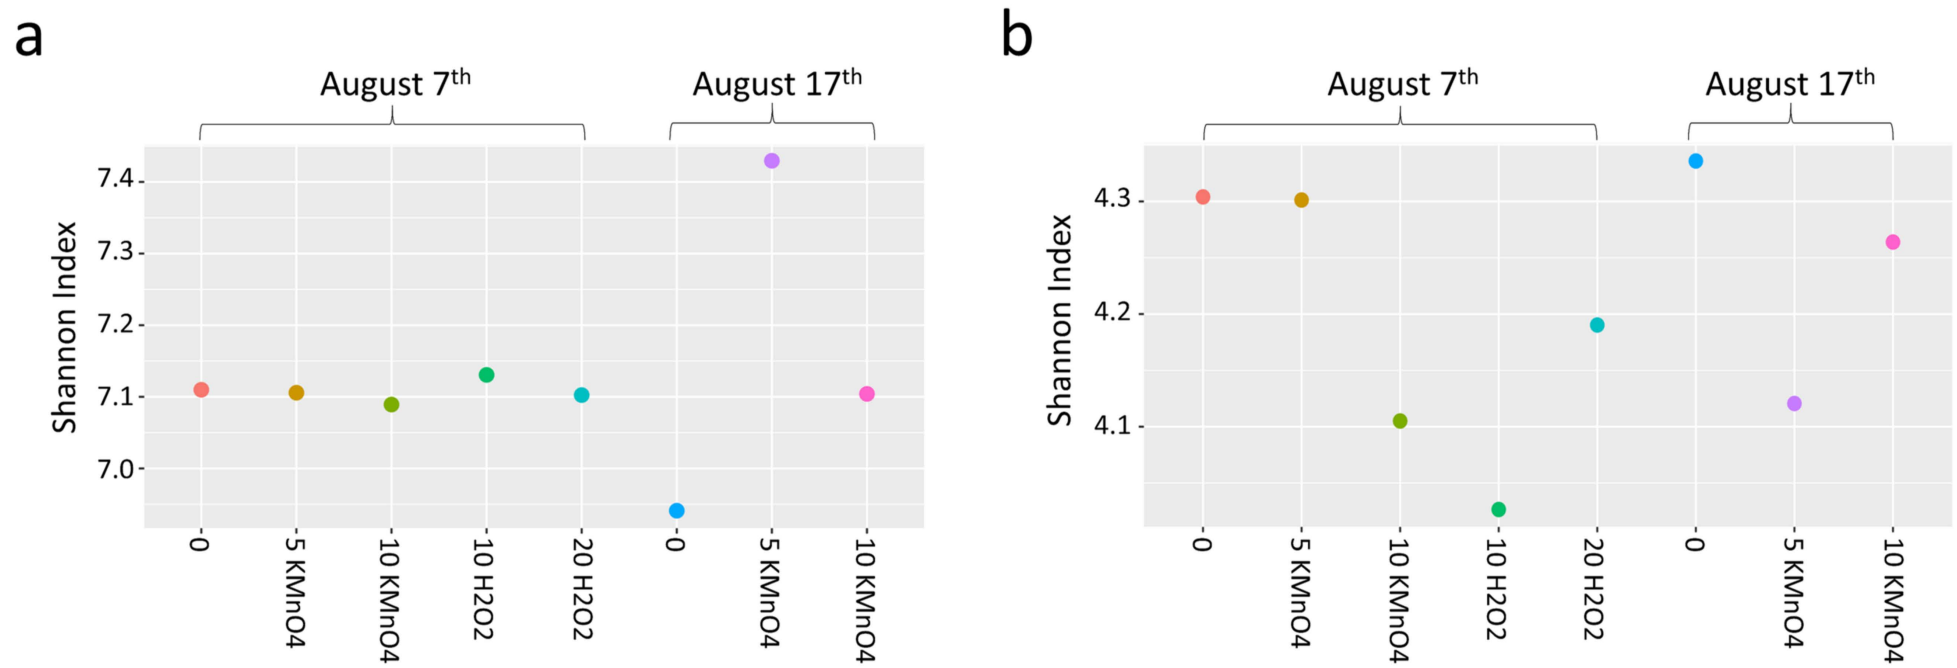 a
August 7th
August 17th
Shannon Index
7.4
7.3
7.2
7.1
7.0
0
5 KMnO4
10 KMnO4
10 H2O2
20 H2O2
0
5 KMnO4
10 KMnO4
b
August 7th
August 17th
Shannon Index
4.3
4.2
4.1
0
5 KMnO4
10 KMnO4
10 H2O2
20 H2O2
0
5 KMnO4
10 KMnO4